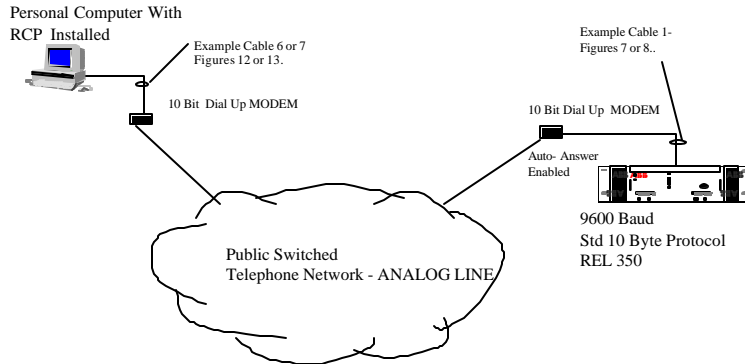 Personal Computer With
RCP Installed
Example Cable 6 or 7
Figures 12 or 13.
10 Bit Dial Up MODEM
Example Cable 1-
Figures 7 or 8..
10 Bit Dial Up MODEM
Auto- Answer
Enabled
Public Switched
Telephone Network - ANALOG LINE
9600 Baud
Std 10 Byte Protocol
REL 350